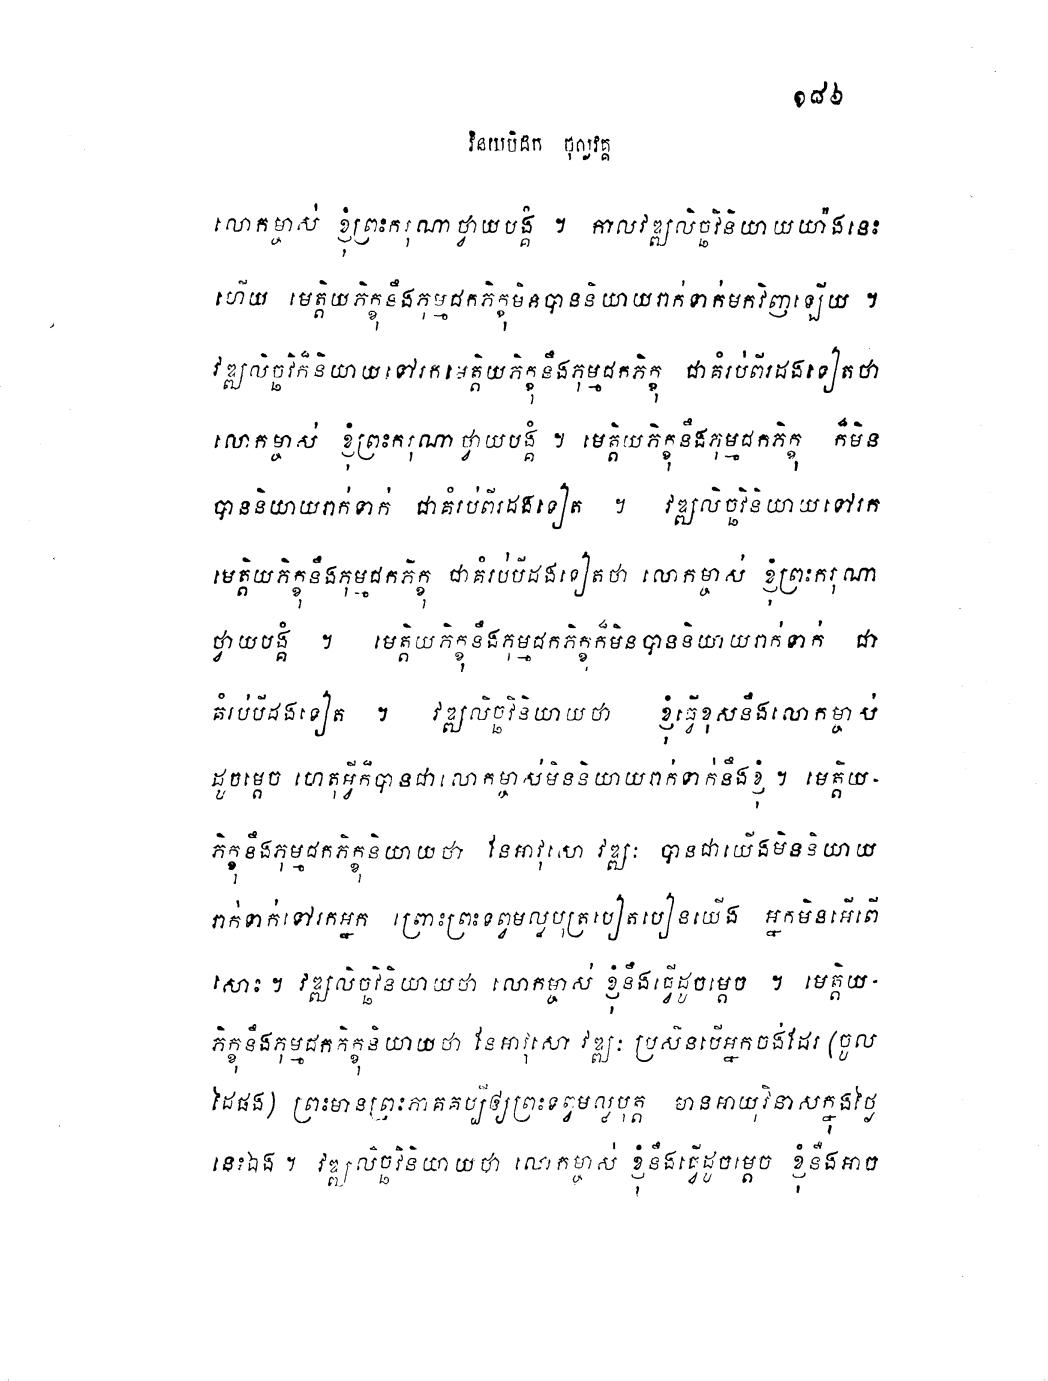 ១៨៦
វិនយបិដក ចុល្លវគ្គ
លោកម្ចាស់ ខ្ញុំព្រះករុណាថ្វាយបង្គំ ។ កាលវឌ្ឍលិច្ឆវិនិយាយយ៉ាងនេះ
ហើយ មេត្តិយភិក្ខុនឹងភុម្មជកភិក្ខុមិនបាននិយាយរាក់ទាក់មកវិញឡើយ ។
វឌ្ឍលិច្ឆវិក៏និយាយទៅរកមេត្តិយភិក្ខុនឹងភុម្មជកភិក្ខុ ជាគំរប់ពីរដងទៀតថា
លោកម្ចាស់ ខ្ញុំព្រះករុណាថ្វាយបង្គំ ។ មេត្តិយភិក្ខុនឹងភុម្មជកភិក្ខុ ក៏មិន
បាននិយាយរាក់ទាក់ ជាគំរប់ពីរដងទៀត ។ វឌ្ឍលិច្ឆវិនិយាយទៅរក
មេត្តិយភិក្ខុនឹងភុម្មជកភិក្ខុ ជាគំរប់បីដងទៀតថា លោកម្ចាស់ ខ្ញុំព្រះករុណា
ថ្វាយបង្គំ ។ មេត្តិយភិក្ខុនឹងភុម្មជកភិក្ខុក៏មិនបាននិយាយរាក់ទាក់ ជា
គំរប់បីដងទៀត ។ វឌ្ឍលិច្ឆវិនិយាយថា ខ្ញុំធ្វើខុសនឹងលោកម្ចាស់
ដូចម្តេច ហេតុអ្វីក៏បានជាលោកម្ចាស់មិននិយាយរាក់ទាក់នឹងខ្ញុំ ។ មេត្តិយ-
ភិក្ខុនឹងភុម្មជកភិក្ខុនិយាយថា នែអាវុសោ វឌ្ឍៈ បានជាយើងមិននិយាយ
រាក់ទាក់ទៅរកអ្នក ព្រោះព្រះទព្វមល្លបុត្របៀតបៀនយើង អ្នកមិនអើពើ
សោះ ។ វឌ្ឍលិច្ឆវិនិយាយថា លោកម្ចាស់ ខ្ញុំនឹងធ្វើដូចម្តេច ។ មេត្តិយ-
ភិក្ខុនឹងភុម្មជកភិក្ខុនិយាយថា នែអាវុសោ វឌ្ឍៈ ប្រសិនបើអ្នកចង់ដែរ (ចូល
ដៃផង) ព្រះមានព្រះភាគគប្បីឲ្យព្រះទព្វមល្លបុត្ត មានអាយុវិនាសក្នុងថ្ងៃ
នេះឯង ។ វឌ្ឍលិច្ឆវិនិយាយថា លោកម្ចាស់ ខ្ញុំនឹងធ្វើដូចម្តេច ខ្ញុំនឹងអាច